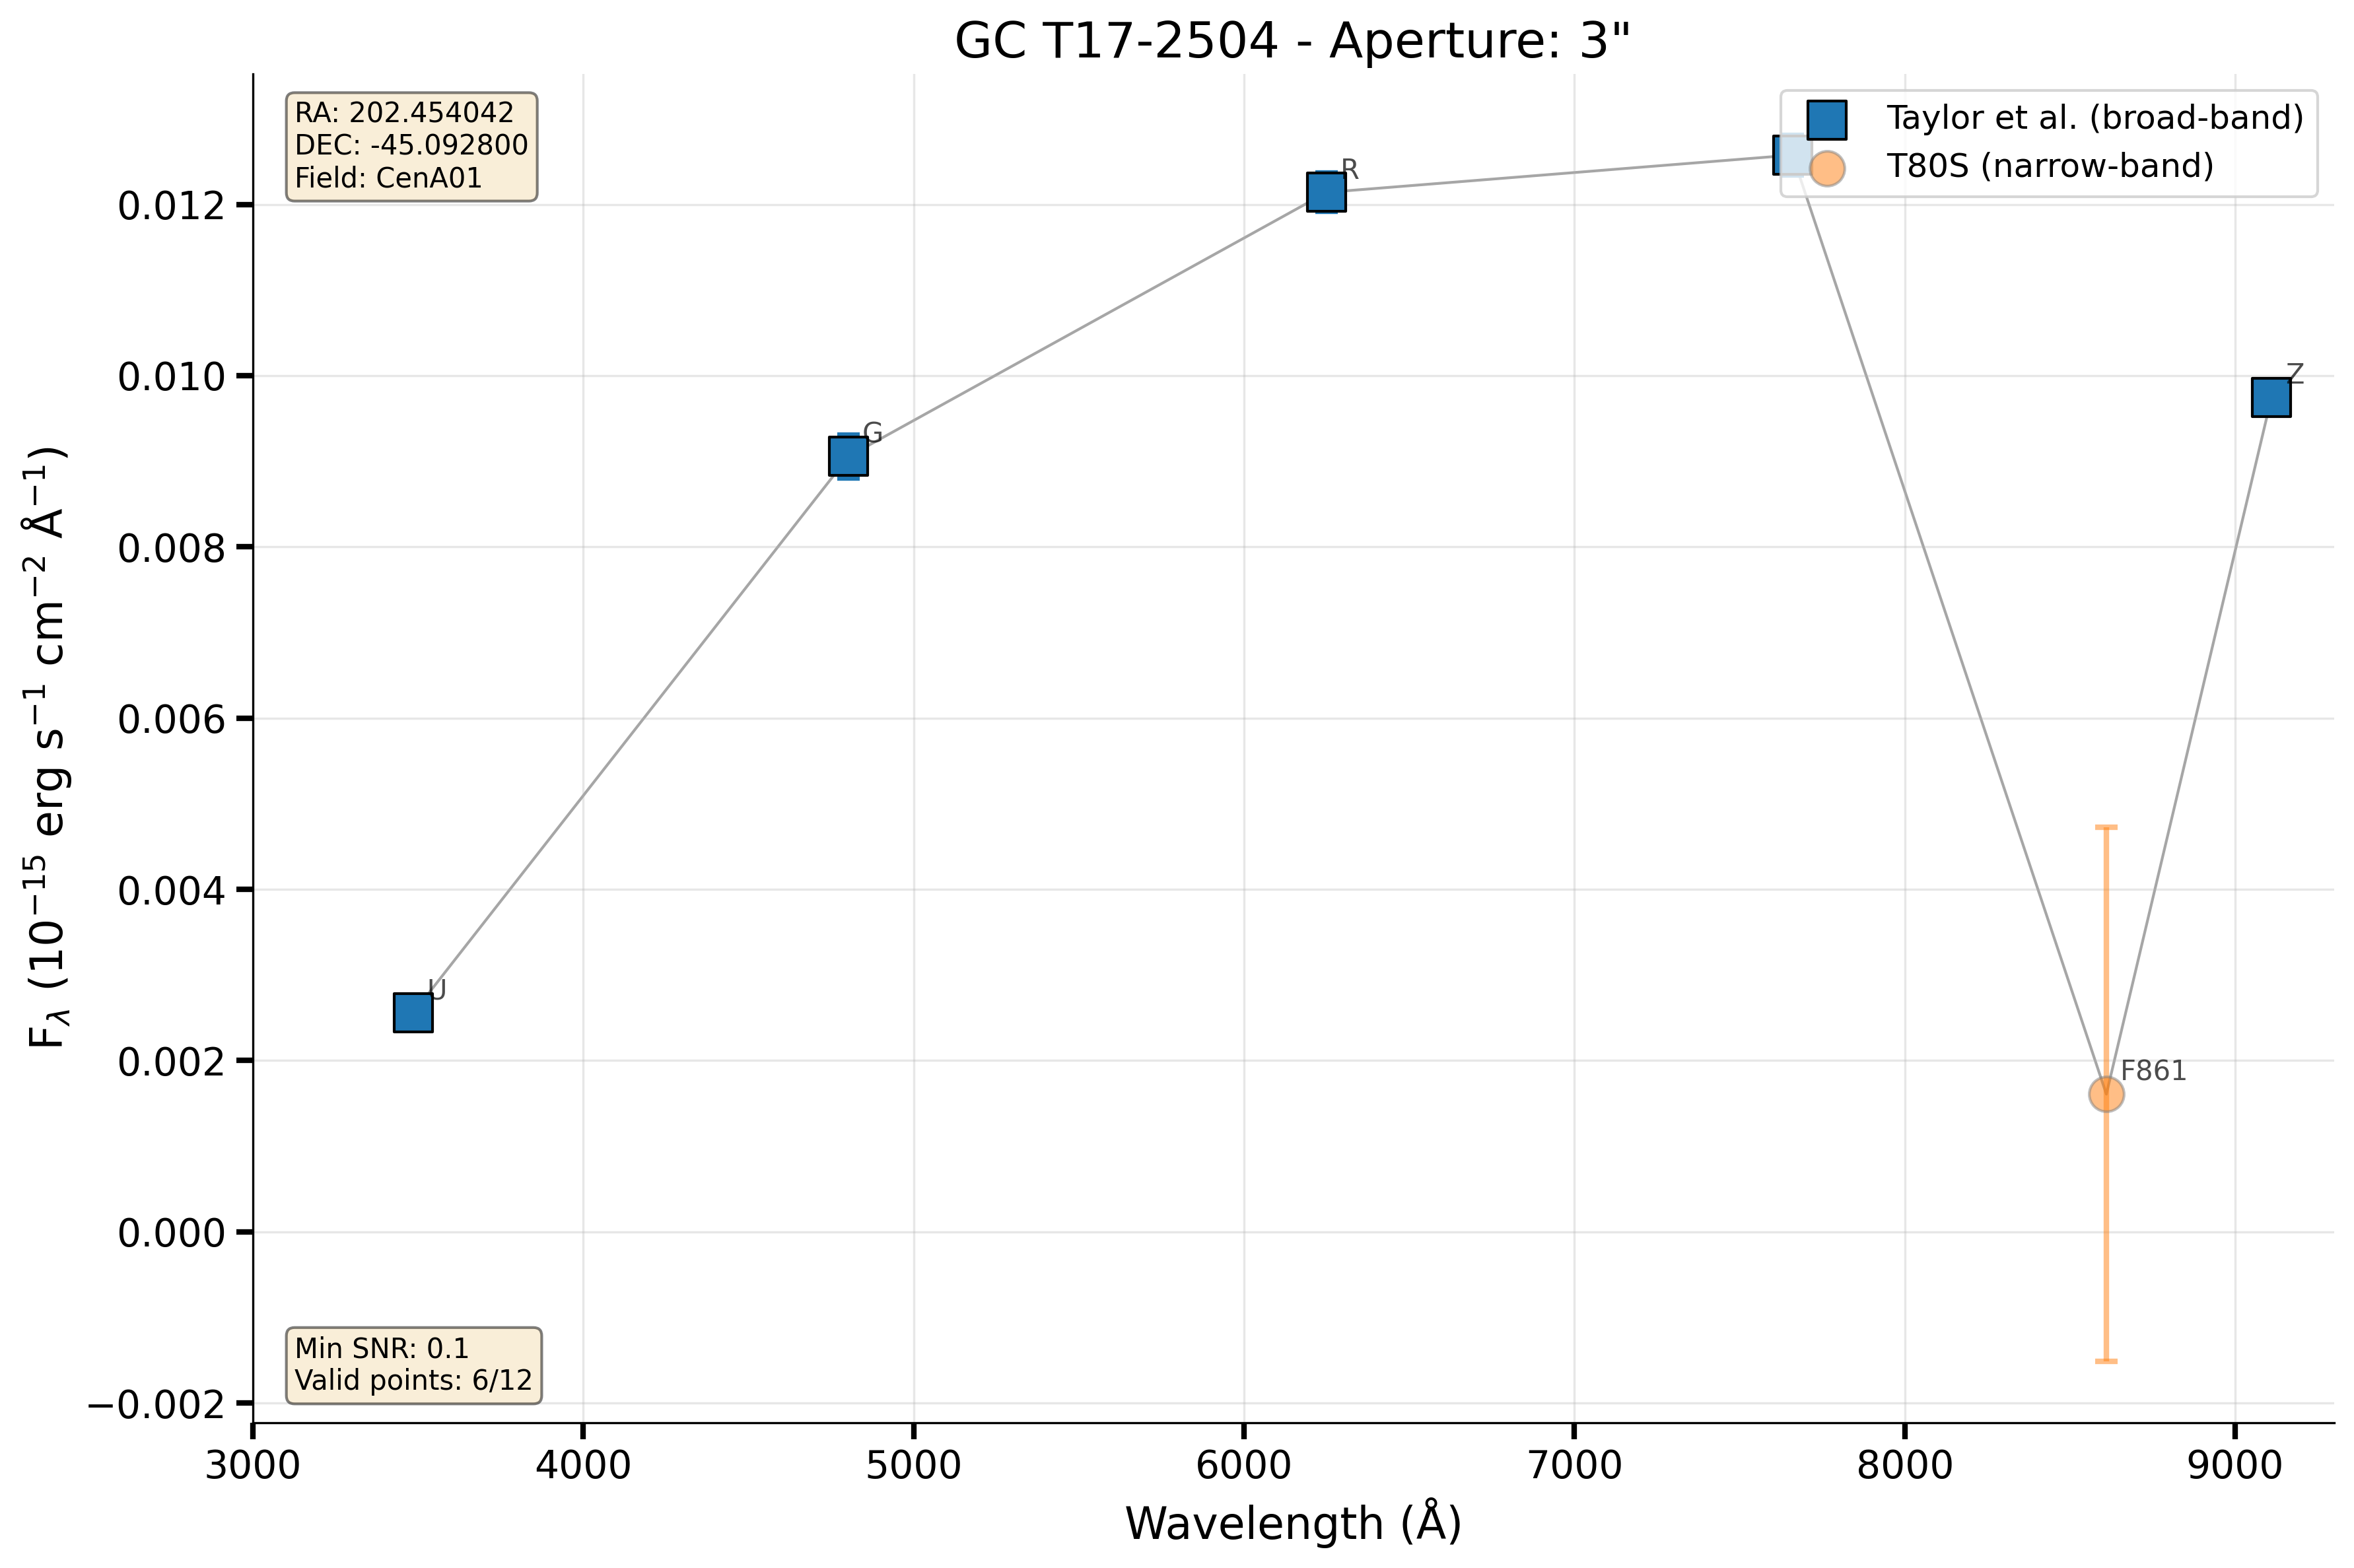 GC T17-2504 - Aperture: 3"
RA: 202.454042
DEC: -45.092800
Field: CenA01
Taylor et al. (broad-band)
T80S (narrow-band)
R
G
Z
U
F861
Min SNR: 0.1
Valid points: 6/12
F_λ (10⁻¹⁵ erg s⁻¹ cm⁻² Å⁻¹)
0.012
0.010
0.008
0.006
0.004
0.002
0.000
−0.002
3000 4000 5000 6000 7000 8000 9000
Wavelength (Å)